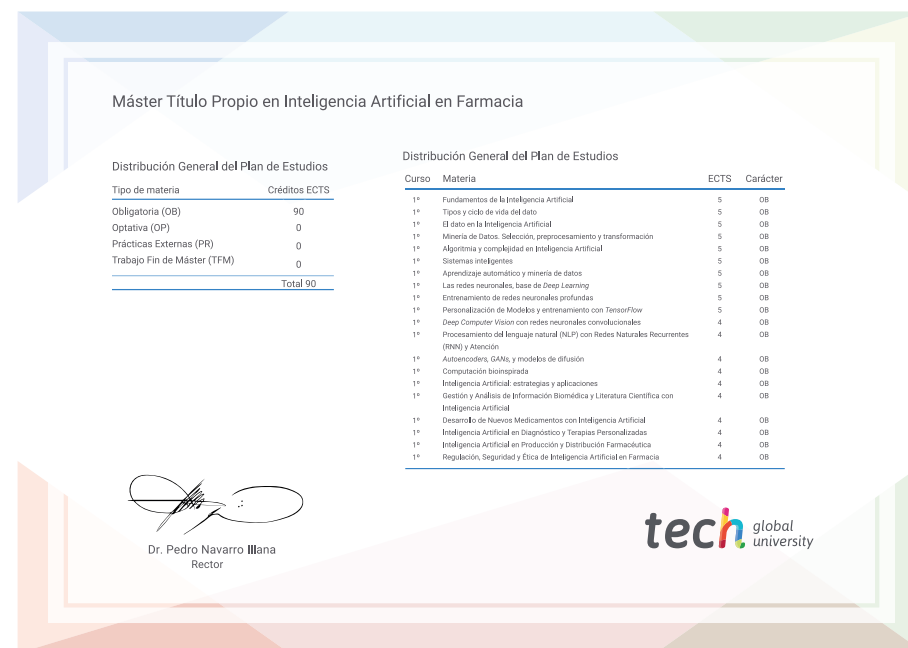 Máster Título Propio en Inteligencia Artificial en Farmacia
Distribución General del Plan de Estudios
Tipo de materia Créditos ECTS
Obligatoria (OB) 90
Optativa (OP) 0
Prácticas Externas (PR) 0
Trabajo Fin de Máster (TFM) 0
Total 90
Distribución General del Plan de Estudios
Curso Materia ECTS Carácter
1º Fundamentos de la Inteligencia Artificial 5 OB
1º Tipos y ciclo de vida del dato 5 OB
1º El dato en la Inteligencia Artificial 5 OB
1º Minería de Datos. Selección, preprocesamiento y transformación 5 OB
1º Algoritmia y complejidad en Inteligencia Artificial 5 OB
1º Sistemas inteligentes 5 OB
1º Aprendizaje automático y minería de datos 5 OB
1º Las redes neuronales, base de Deep Learning 5 OB
1º Entrenamiento de redes neuronales profundas 5 OB
1º Personalización de Modelos y entrenamiento con TensorFlow 5 OB
1º Deep Computer Vision con redes neuronales convolucionales 4 OB
1º Procesamiento del lenguaje natural (NLP) con Redes Naturales Recurrentes 4 OB
(RNN) y Atención
1º Autoencoders, GANs, y modelos de difusión 4 OB
1º Computación bioinspirada 4 OB
1º Inteligencia Artificial: estrategias y aplicaciones 4 OB
1º Gestión y Análisis de Información Biomédica y Literatura Científica con 4 OB
Inteligencia Artificial
1º Desarrollo de Nuevos Medicamentos con Inteligencia Artificial 4 OB
1º Inteligencia Artificial en Diagnóstico y Terapias Personalizadas 4 OB
1º Inteligencia Artificial en Producción y Distribución Farmacéutica 4 OB
1º Regulación, Seguridad y Ética de Inteligencia Artificial en Farmacia 4 OB
Dr. Pedro Navarro Illana
Rector
tech global
university